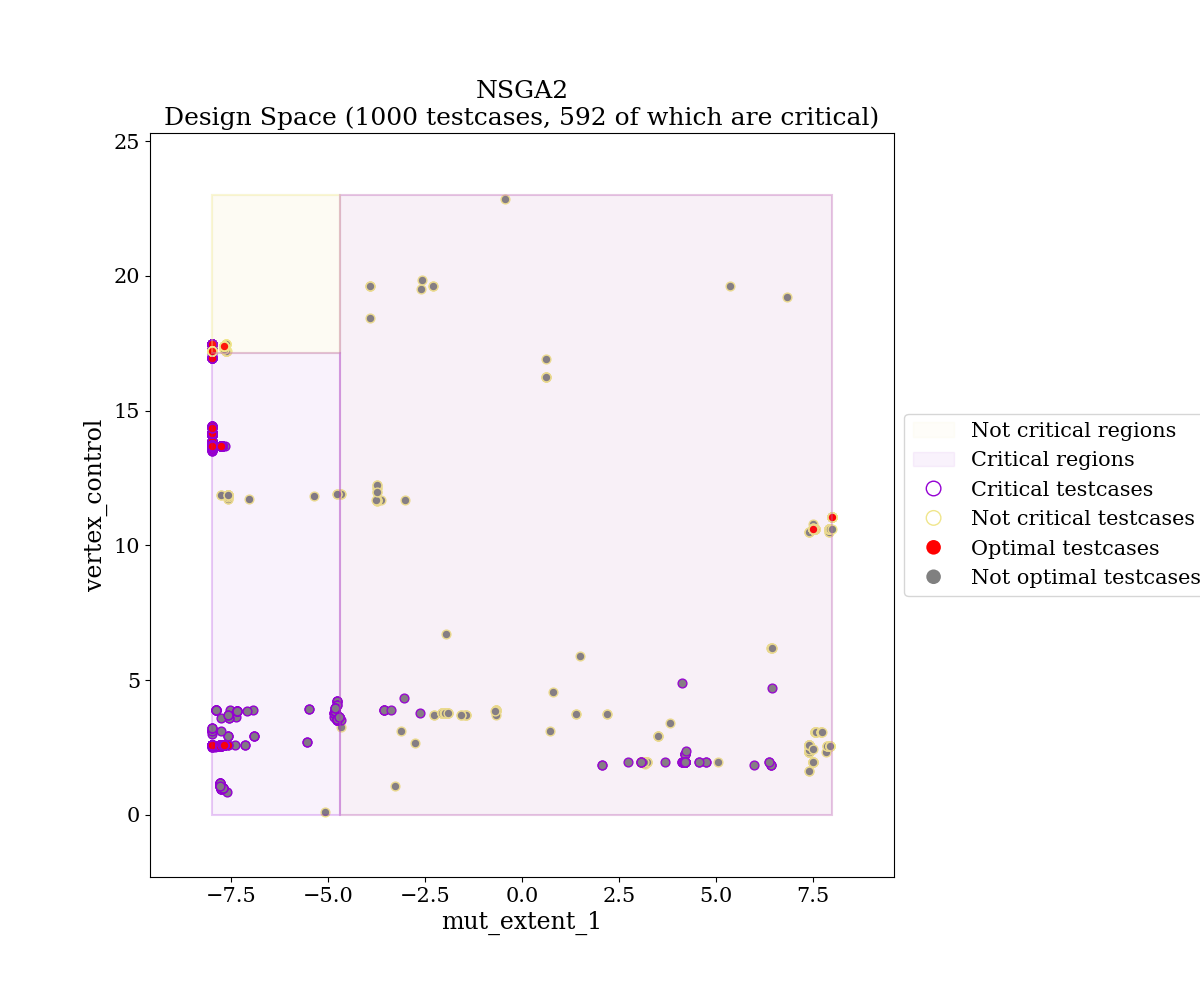 NSGA2
Design Space (1000 testcases, 592 of which are critical)
25
20
15
10
5
0
vertex_control
−7.5
−5.0
−2.5
0.0
2.5
5.0
7.5
mut_extent_1
Not critical regions
Critical regions
Critical testcases
Not critical testcases
Optimal testcases
Not optimal testcases